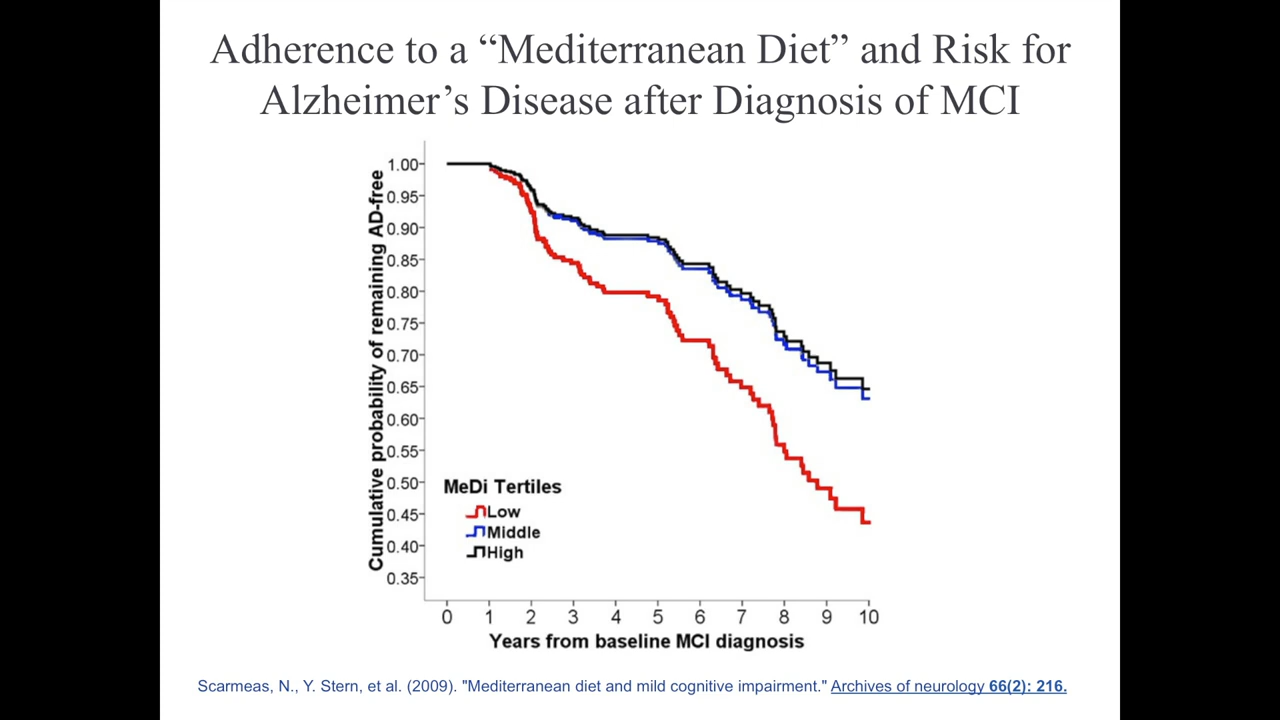 Adherence to a “Mediterranean Diet” and Risk for
Alzheimer’s Disease after Diagnosis of MCI
Cumulative probability of remaining AD-free
1.00
0.95
0.90
0.85
0.80
0.75
0.70
0.65
0.60
0.55
0.50
0.45
0.40
0.35
MeDi Tertiles
Low
Middle
High
0 1 2 3 4 5 6 7 8 9 10
Years from baseline MCI diagnosis
Scarmeas, N., Y. Stern, et al. (2009). "Mediterranean diet and mild cognitive impairment." Archives of neurology 66(2): 216.